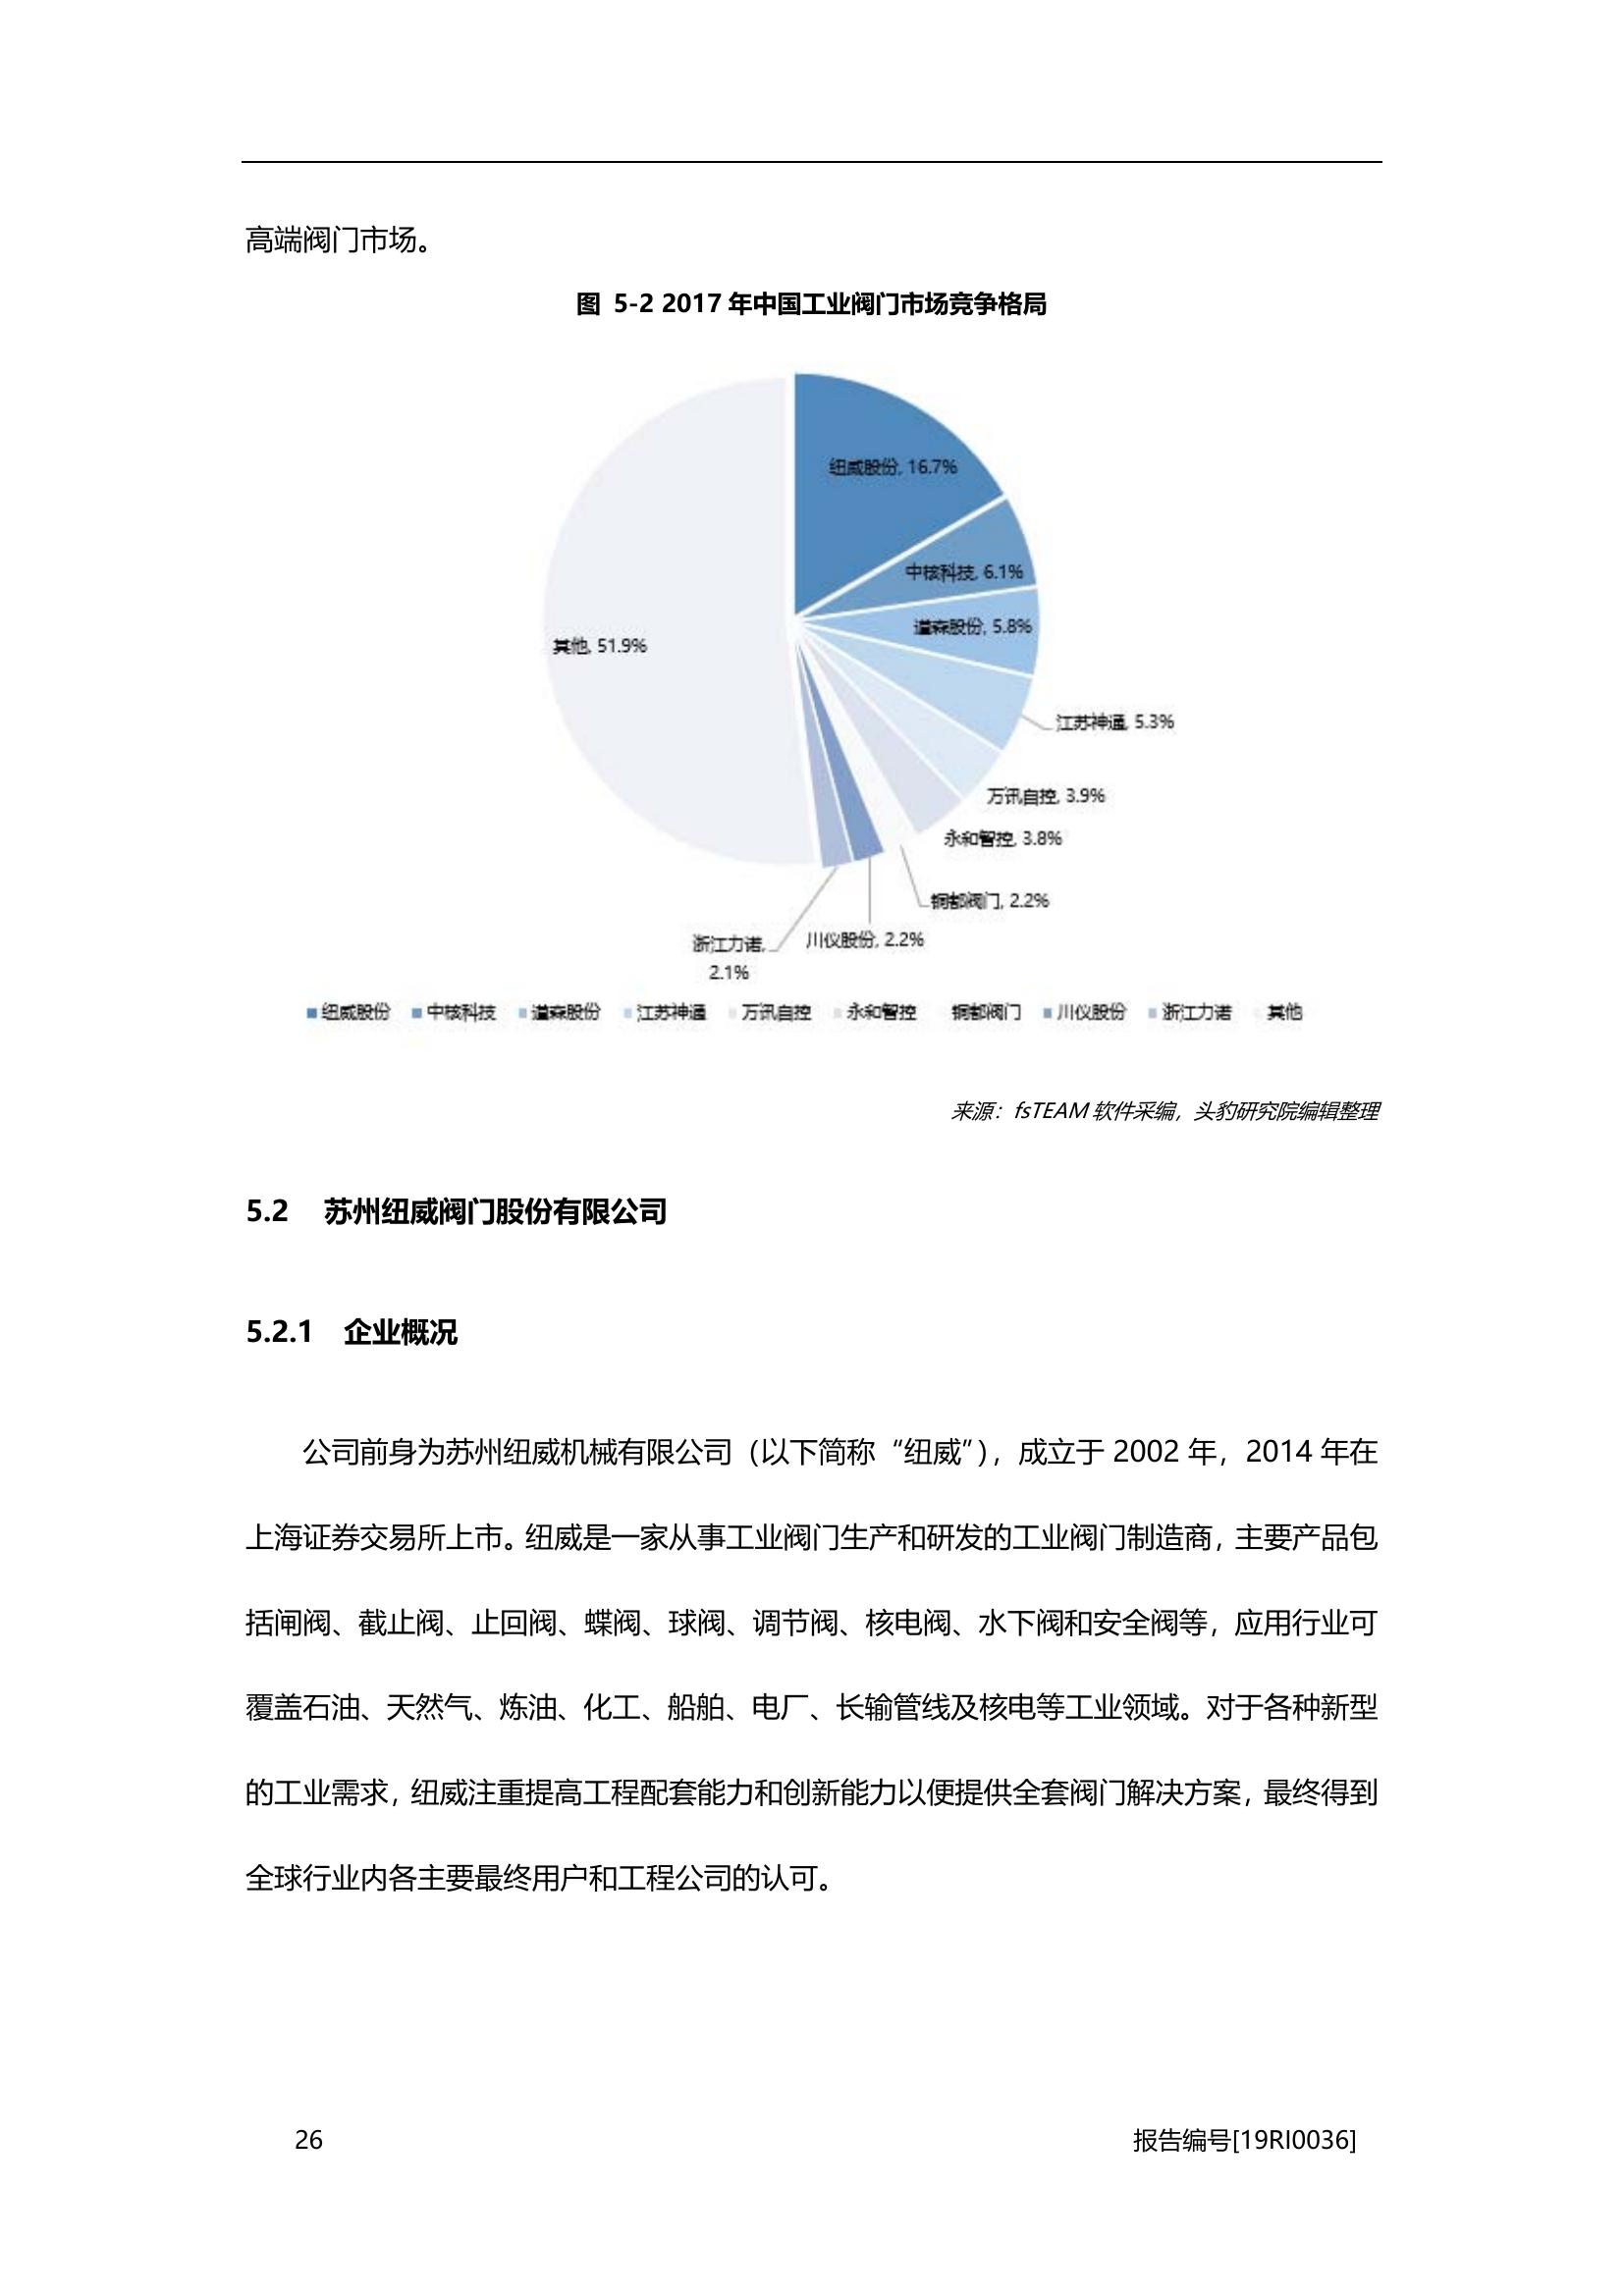 高端阀门市场。
图 5-2 2017 年中国工业阀门市场竞争格局
纽威股份, 16.7%
中核科技, 6.1%
道森股份, 5.8%
其他, 51.9%
江苏神通, 5.3%
万讯自控, 3.9%
永和智控, 3.8%
铜都阀门, 2.2%
川仪股份, 2.2%
浙江力诺,
2.1%
纽威股份 中核科技 道森股份 江苏神通 万讯自控 永和智控 铜都阀门 川仪股份 浙江力诺 其他
来源：fsTEAM 软件采编，头豹研究院编辑整理
5.2 苏州纽威阀门股份有限公司
5.2.1 企业概况
公司前身为苏州纽威机械有限公司（以下简称“纽威”），成立于 2002 年，2014 年在
上海证券交易所上市。纽威是一家从事工业阀门生产和研发的工业阀门制造商，主要产品包
括闸阀、截止阀、止回阀、蝶阀、球阀、调节阀、核电阀、水下阀和安全阀等，应用行业可
覆盖石油、天然气、炼油、化工、船舶、电厂、长输管线及核电等工业领域。对于各种新型
的工业需求，纽威注重提高工程配套能力和创新能力以便提供全套阀门解决方案，最终得到
全球行业内各主要最终用户和工程公司的认可。
26 报告编号[19RI0036]